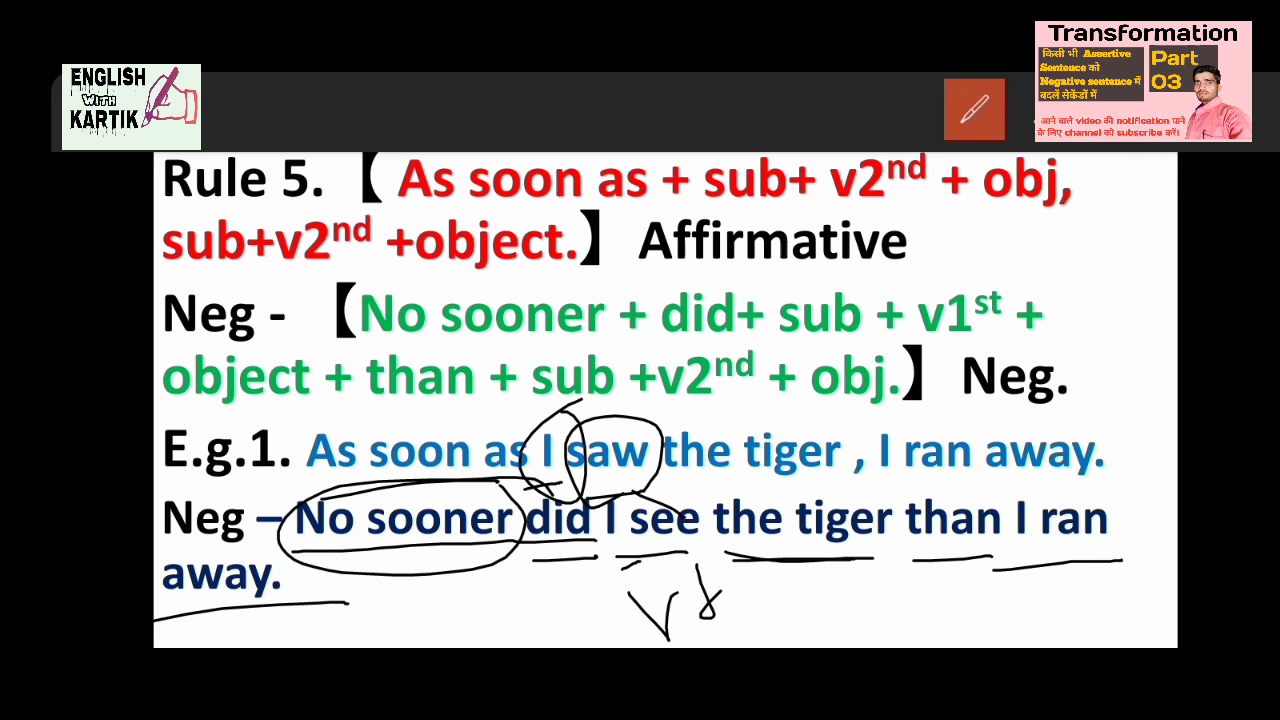 ENGLISH
WITH
KARTIK
Transformation
किसी भी Assertive
Sentence को
Negative sentence में
बदलें सेकेंडों में
Part
03
आने वाले video की notification पाने
के लिए channel को subscribe करें।
Rule 5.【 As soon as + sub+ v2nd + obj,
sub+v2nd +object.】 Affirmative
Neg - 【No sooner + did+ sub + v1st +
object + than + sub +v2nd + obj.】 Neg.
E.g.1. As soon as I saw the tiger , I ran away.
Neg – No sooner did I see the tiger than I ran
away.